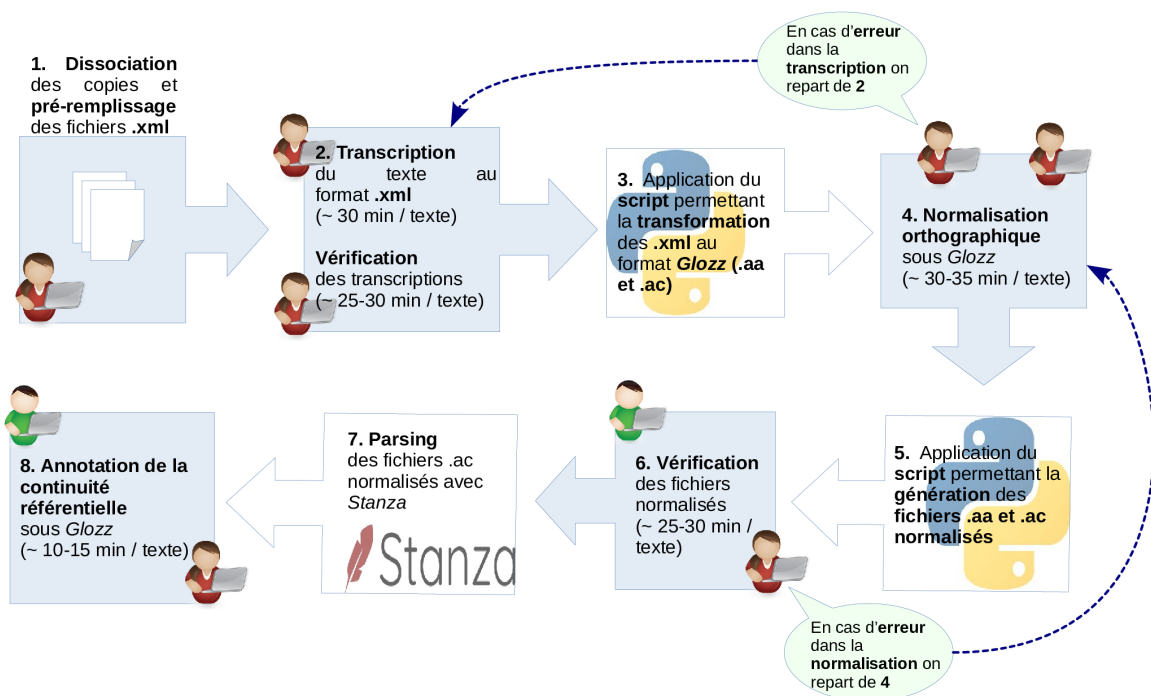 1. Dissociation
des copies et
pré-remplissage
des fichiers .xml
2. Transcription
du texte au
format .xml
(~ 30 min / texte)
Vérification
des transcriptions
(~ 25-30 min / texte)
3. Application du
script permettant
la transformation
des .xml au
format Glozz (.aa
et .ac)
En cas d'erreur
dans la
transcription on
repart de 2
4. Normalisation
orthographique
sous Glozz
(~ 30-35 min / texte)
5. Application du
script permettant la
génération des
fichiers .aa et .ac
normalisés
6. Vérification
des fichiers
normalisés
(~ 25-30 min /
texte)
En cas d'erreur
dans la
normalisation on
repart de 4
7. Parsing
des fichiers .ac
normalisés avec
Stanza
Stanza
8. Annotation de la
continuité
référentielle
sous Glozz
(~ 10-15 min / texte)